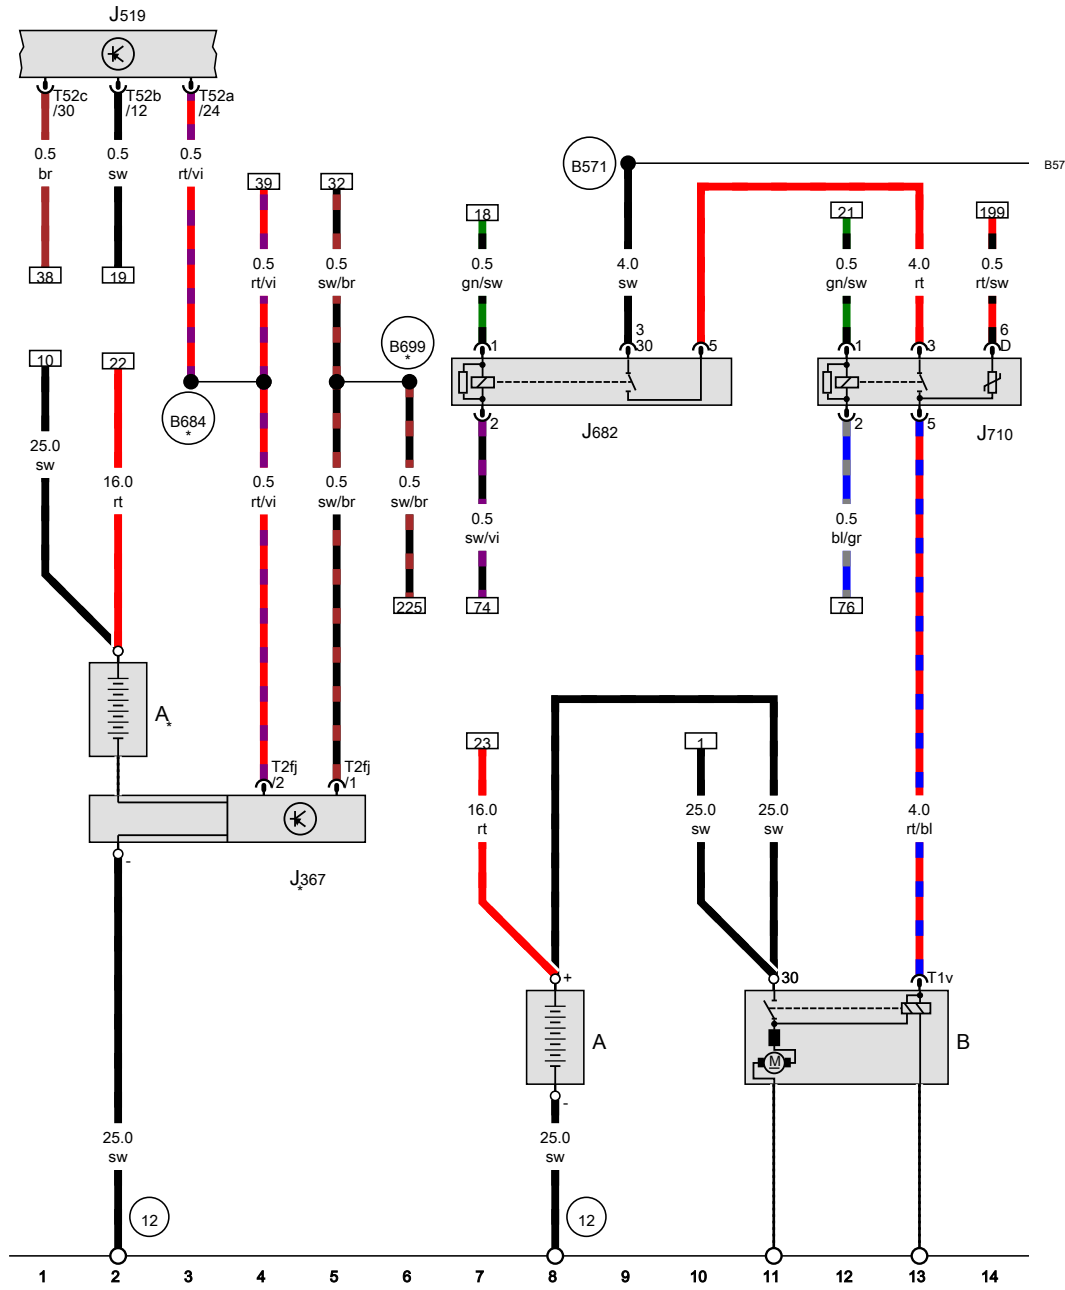 J519
T52c
/30
T52b
/12
T52a
/24
0.5
br
0.5
sw
0.5
rt/vi
38
19
39
32
0.5
rt/vi
0.5
sw/br
B571
B57
18
21
199
0.5
gn/sw
4.0
sw
0.5
gn/sw
4.0
rt
0.5
rt/sw
10
22
B684
*
B699
*
1
3
30
5
1
3
6
D
2
J682
2
5
J710
25.0
sw
16.0
rt
0.5
rt/vi
0.5
sw/br
0.5
sw/br
0.5
sw/vi
0.5
bl/gr
225
74
76
A*
T2fj
/2
T2fj
/1
-
J367
*
23
1
16.0
rt
25.0
sw
25.0
sw
4.0
rt/bl
+
30
T1v
A
M
B
-
25.0
sw
25.0
sw
12
12
1 2 3 4 5 6 7 8 9 10 11 12 13 14